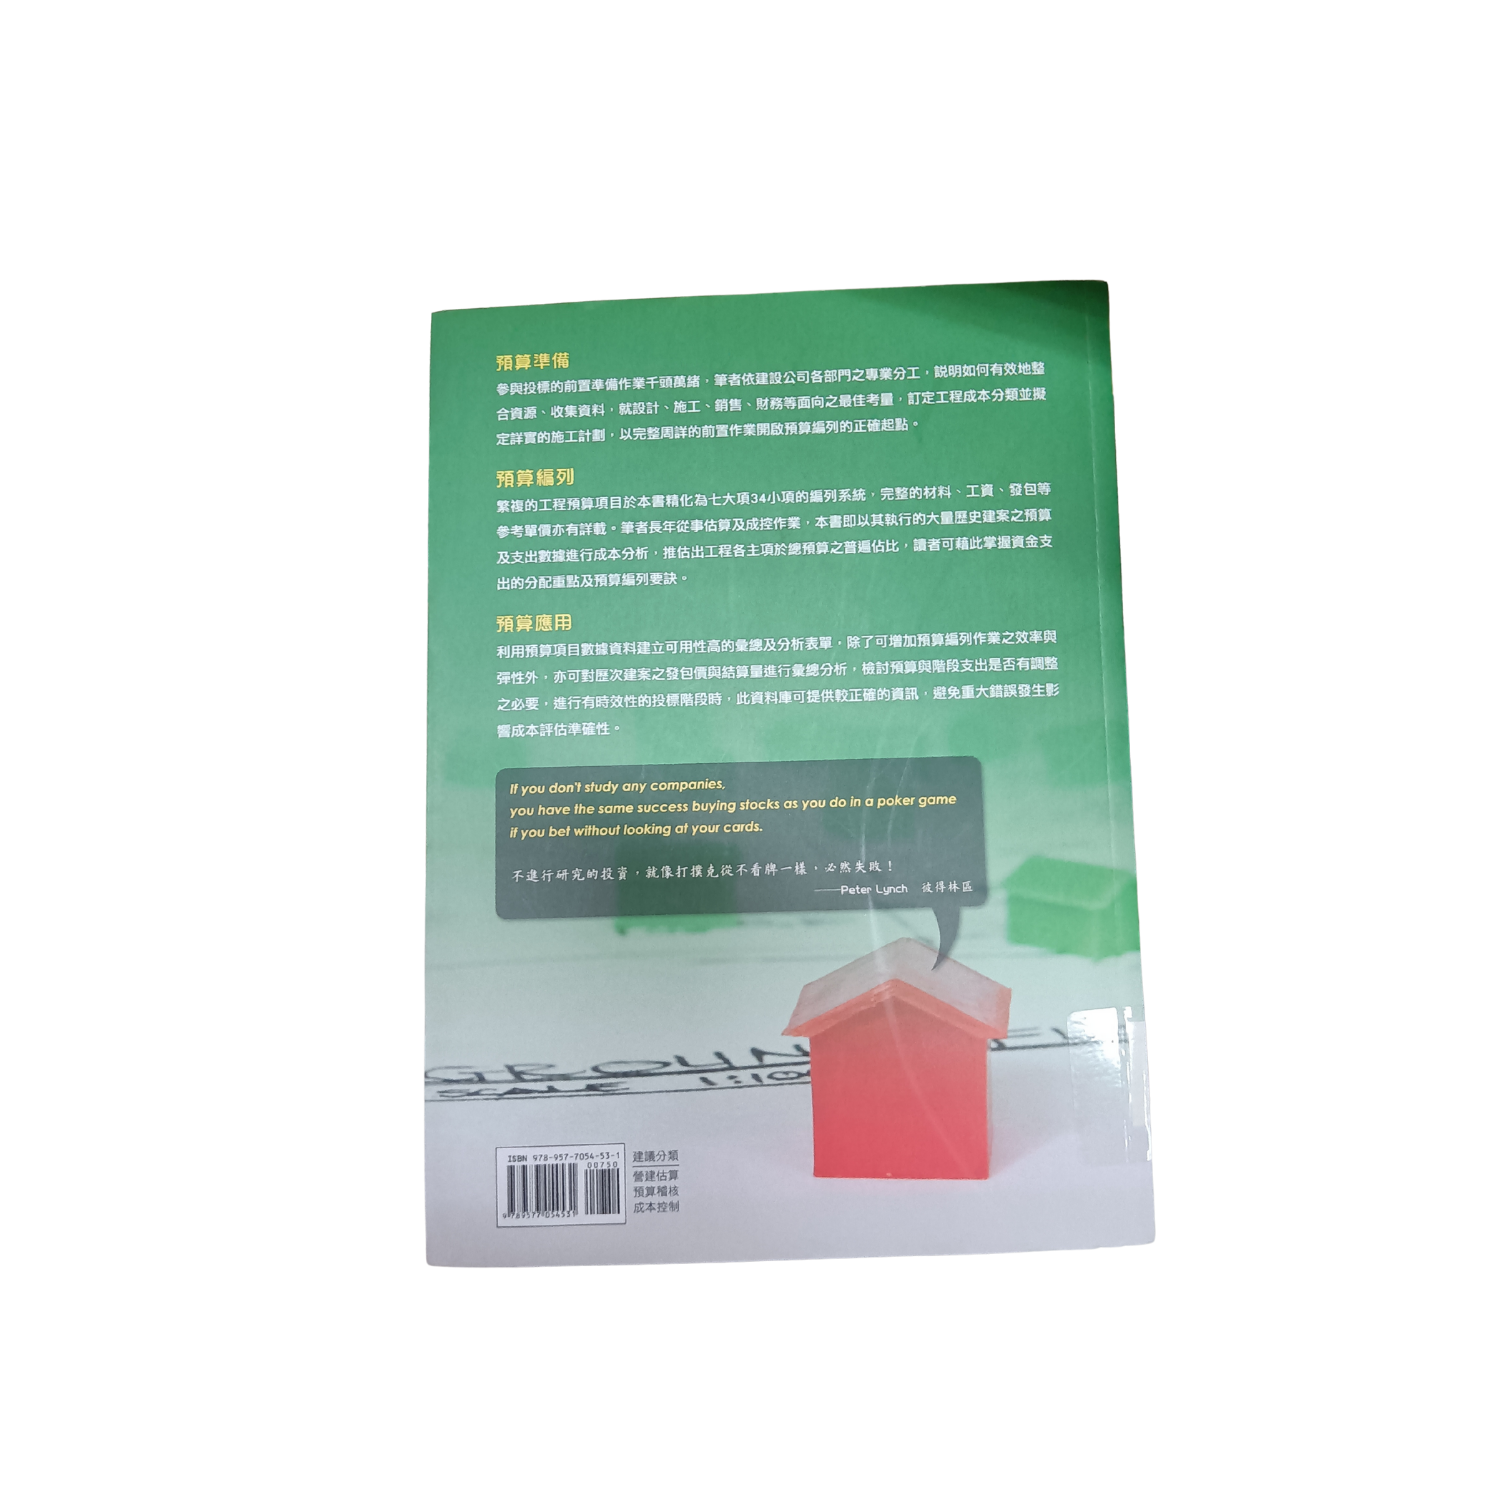 預算準備
參與投標的前置準備作業千頭萬緒，筆者依建設公司各部門之專業分工，說明如何有效地整
合資源、收集資料，就設計、施工、銷售、財務等面向之最佳考量，訂定工程成本分類並擬
定詳實的施工計劃，以完整周詳的前置作業開啟預算編列的正確起點。
預算編列
繁複的工程預算項目於本書精化為七大項34小項的編列系統，完整的材料、工資、發包等
參考單價亦有詳載。筆者長年從事估算及成控作業，本書即以其執行的大量歷史建案之預算
及支出數據進行成本分析，推估出工程各主項於總預算之普遍佔比，讀者可藉此掌握資金支
出的分配重點及預算編列要訣。
預算應用
利用預算項目數據資料建立可用性高的彙總及分析表單，除了可增加預算編列作業之效率與
彈性外，亦可對歷次建案之發包價與結算量進行彙總分析，檢討預算與階段支出是否有調整
之必要，進行有時效性的投標階段時，此資料庫可提供較正確的資訊，避免重大錯誤發生影
響成本評估準確性。
If you don't study any companies,
you have the same success buying stocks as you do in a poker game
if you bet without looking at your cards.
不進行研究的投資，就像打撲克從不看牌一樣，必然失敗！
——Peter Lynch 彼得林區
GROUN
SCALE 1:100
ISBN 978-957-7054-53-1
00750
9789577054531
建議分類
營建估算
預算稽核
成本控制